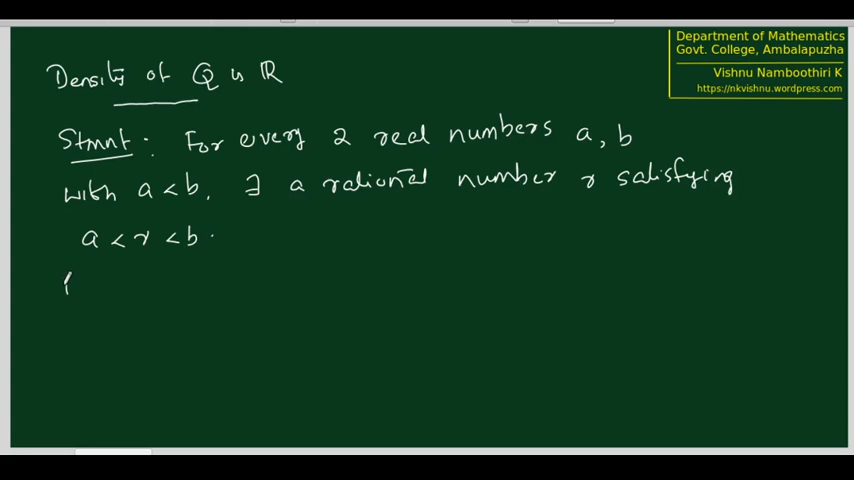 Department of Mathematics
Govt. College, Ambalapuzha
Vishnu Namboothiri K
https://nkvishnu.wordpress.com
Density of ℚ in ℝ
Stmnt : For every 2 real numbers a, b
with a < b, ∃ a rational number r satisfying
a < r < b.